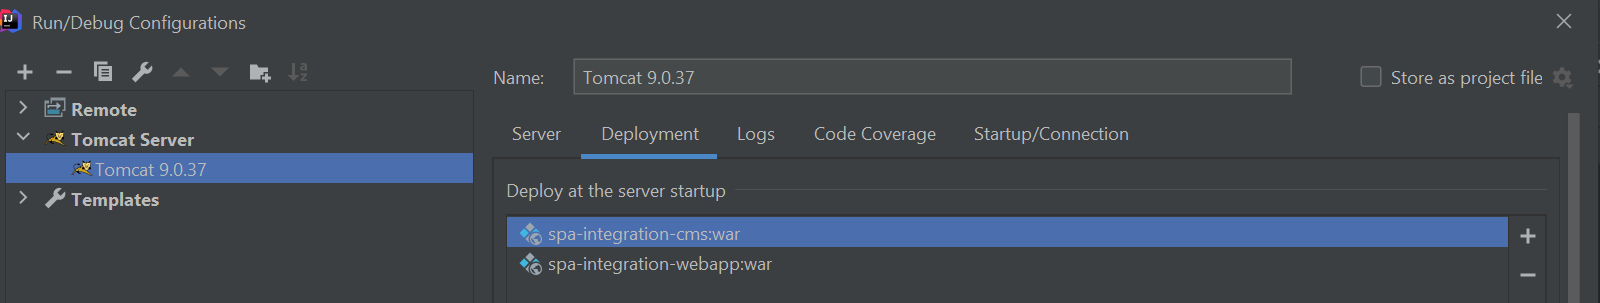 Run/Debug Configurations
Name: Tomcat 9.0.37
Store as project file
Remote
Tomcat Server
Tomcat 9.0.37
Templates
Server Deployment Logs Code Coverage Startup/Connection
Deploy at the server startup
spa-integration-cms:war
spa-integration-webapp:war